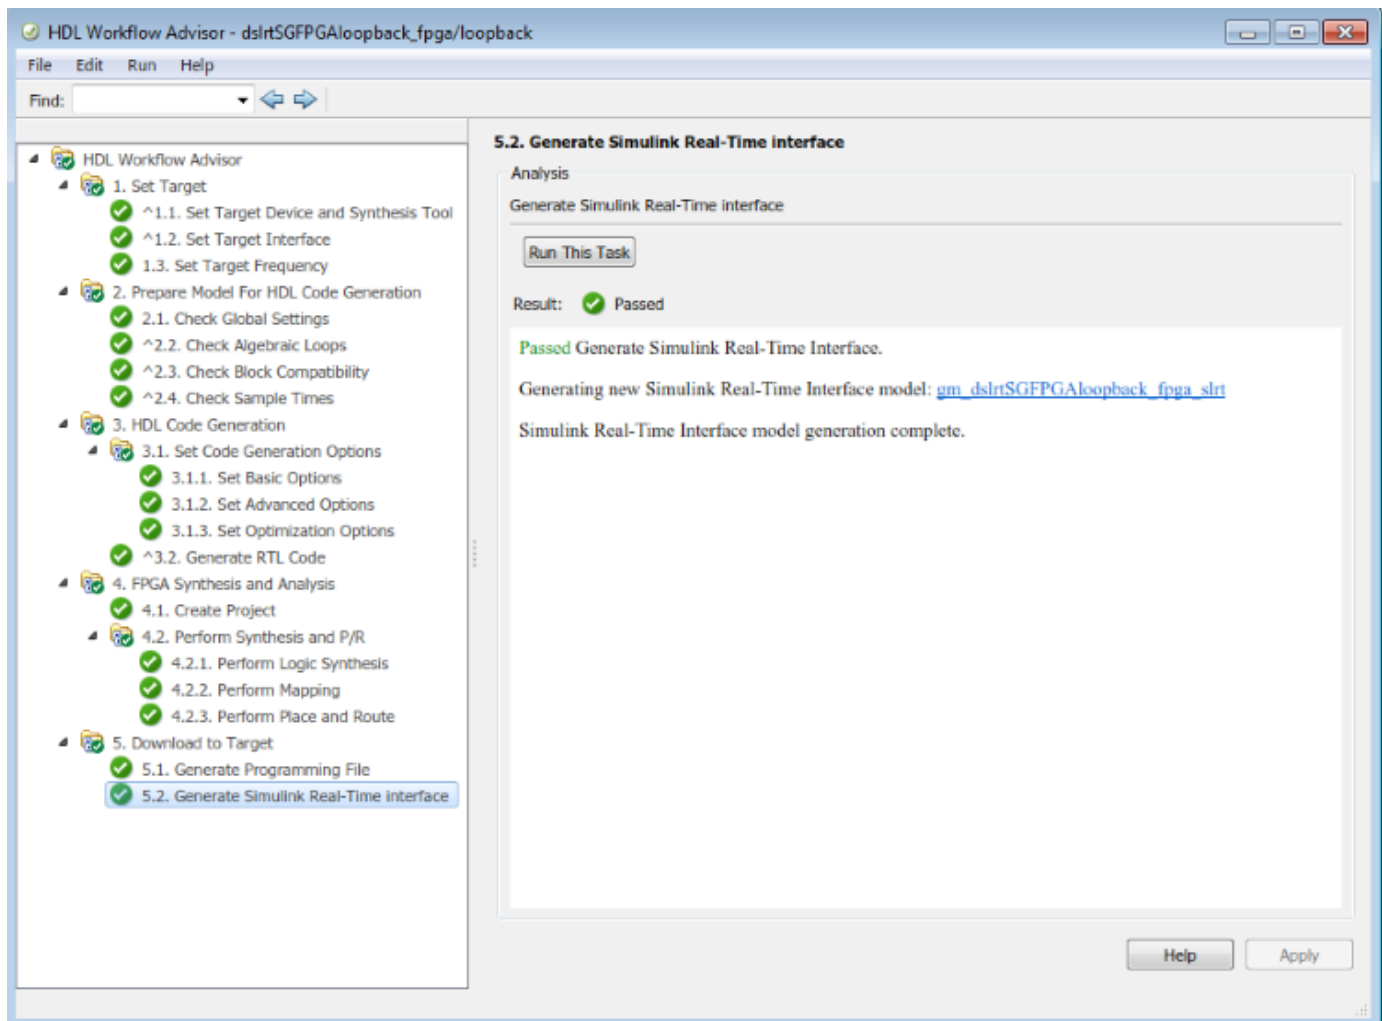 HDL Workflow Advisor - dslrtSGFPGAloopback_fpga/loopback
File Edit Run Help
Find:
HDL Workflow Advisor
1. Set Target
^1.1. Set Target Device and Synthesis Tool
^1.2. Set Target Interface
1.3. Set Target Frequency
2. Prepare Model For HDL Code Generation
2.1. Check Global Settings
^2.2. Check Algebraic Loops
^2.3. Check Block Compatibility
^2.4. Check Sample Times
3. HDL Code Generation
3.1. Set Code Generation Options
3.1.1. Set Basic Options
3.1.2. Set Advanced Options
3.1.3. Set Optimization Options
^3.2. Generate RTL Code
4. FPGA Synthesis and Analysis
4.1. Create Project
4.2. Perform Synthesis and P/R
4.2.1. Perform Logic Synthesis
4.2.2. Perform Mapping
4.2.3. Perform Place and Route
5. Download to Target
5.1. Generate Programming File
5.2. Generate Simulink Real-Time interface
5.2. Generate Simulink Real-Time interface
Analysis
Generate Simulink Real-Time interface
Run This Task
Result: Passed
Passed Generate Simulink Real-Time Interface.
Generating new Simulink Real-Time Interface model: gm_dslrtSGFPGAloopback_fpga_slrt
Simulink Real-Time Interface model generation complete.
Help Apply